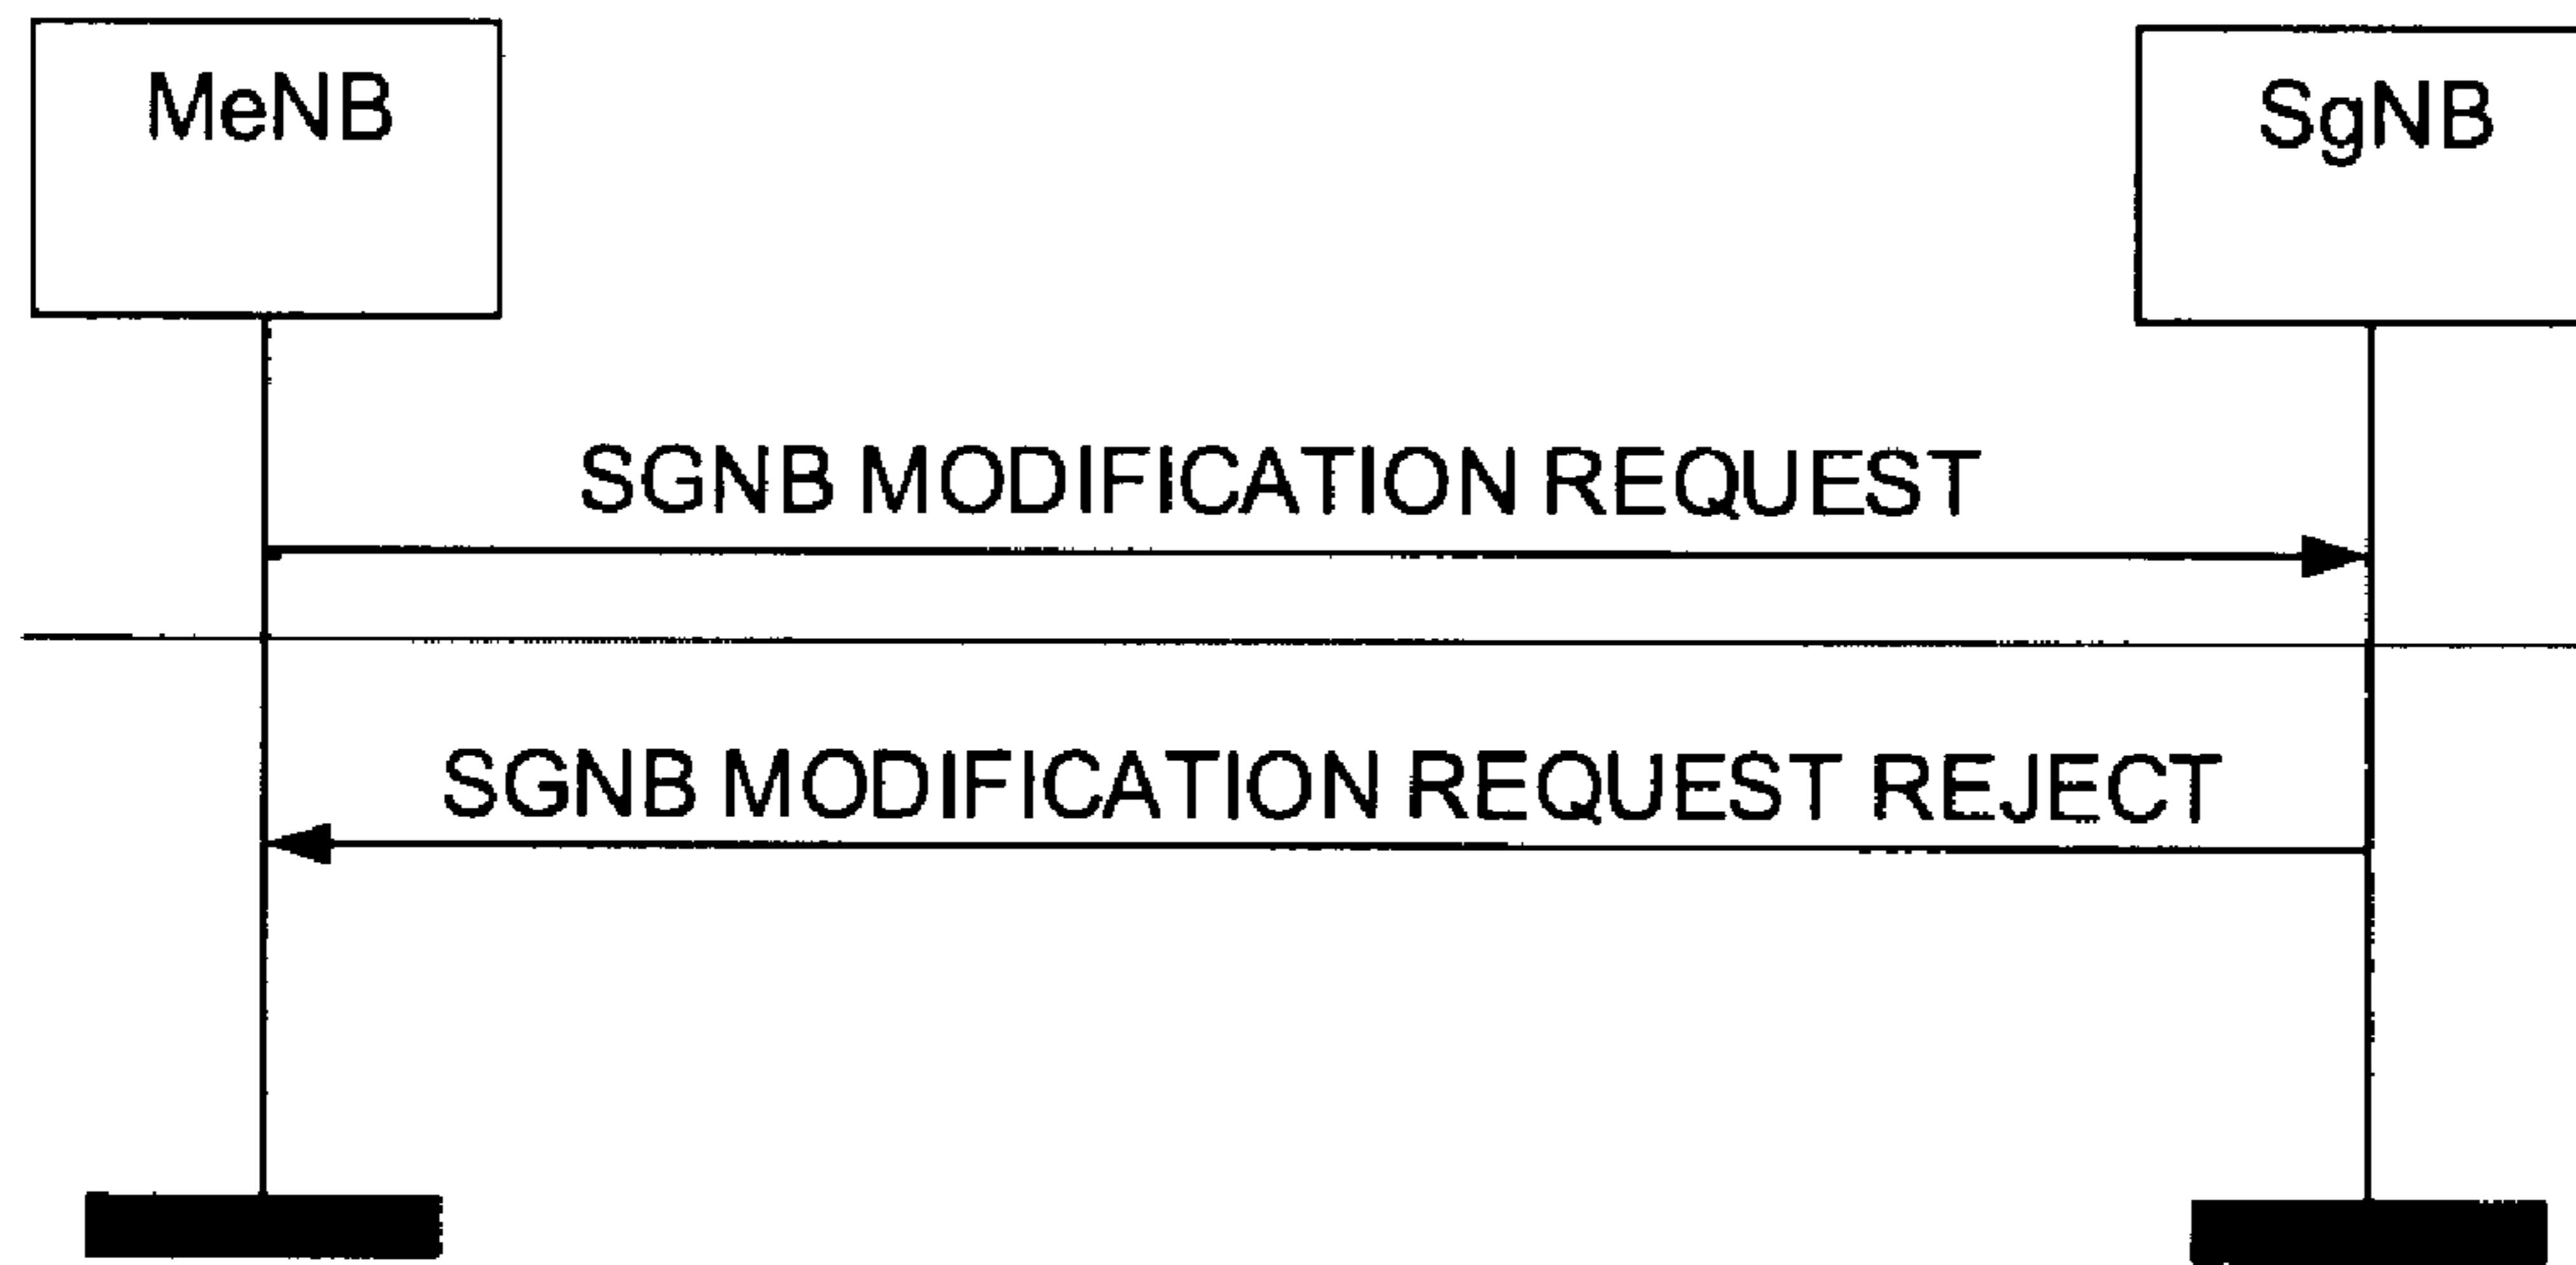 MeNB
SgNB
SGNB MODIFICATION REQUEST
SGNB MODIFICATION REQUEST REJECT